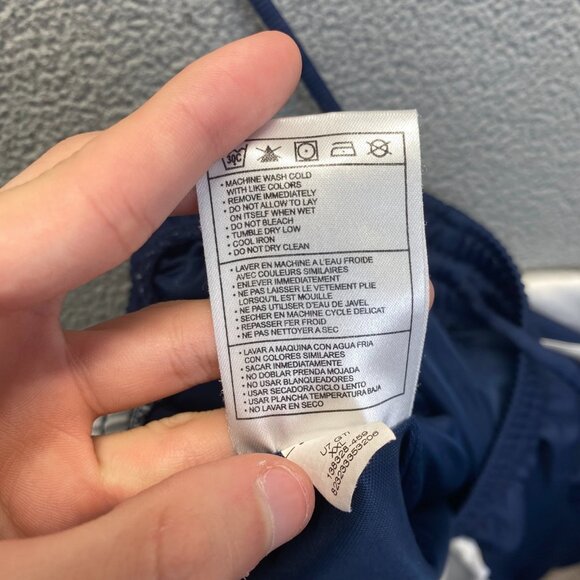 30C
• MACHINE WASH COLD
WITH LIKE COLORS
• REMOVE IMMEDIATELY
• DO NOT ALLOW TO LAY
ON ITSELF WHEN WET
• DO NOT BLEACH
• TUMBLE DRY LOW
• COOL IRON
• DO NOT DRY CLEAN
• LAVER EN MACHINE A L'EAU FROIDE
AVEC COULEURS SIMILAIRES
• ENLEVER IMMEDIATEMENT
• NE PAS LAISSER LE VETEMENT PLIE
LORSQU'IL EST MOUILLE
• NE PAS UTILISER D'EAU DE JAVEL
• SECHER EN MACHINE CYCLE DELICAT
• REPASSER FER FROID
• NE PAS NETTOYER A SEC
• LAVAR A MAQUINA CON AGUA FRIA
CON COLORES SIMILARES
• SACAR INMEDIATAMENTE
• NO DOBLAR PRENDA MOJADA
• NO USAR BLANQUEADORES
• USAR SECADORA CICLO LENTO
• USAR PLANCHA TEMPERATURA BAJA
• NO LAVAR EN SECO
XXL
138328-459
823233353206